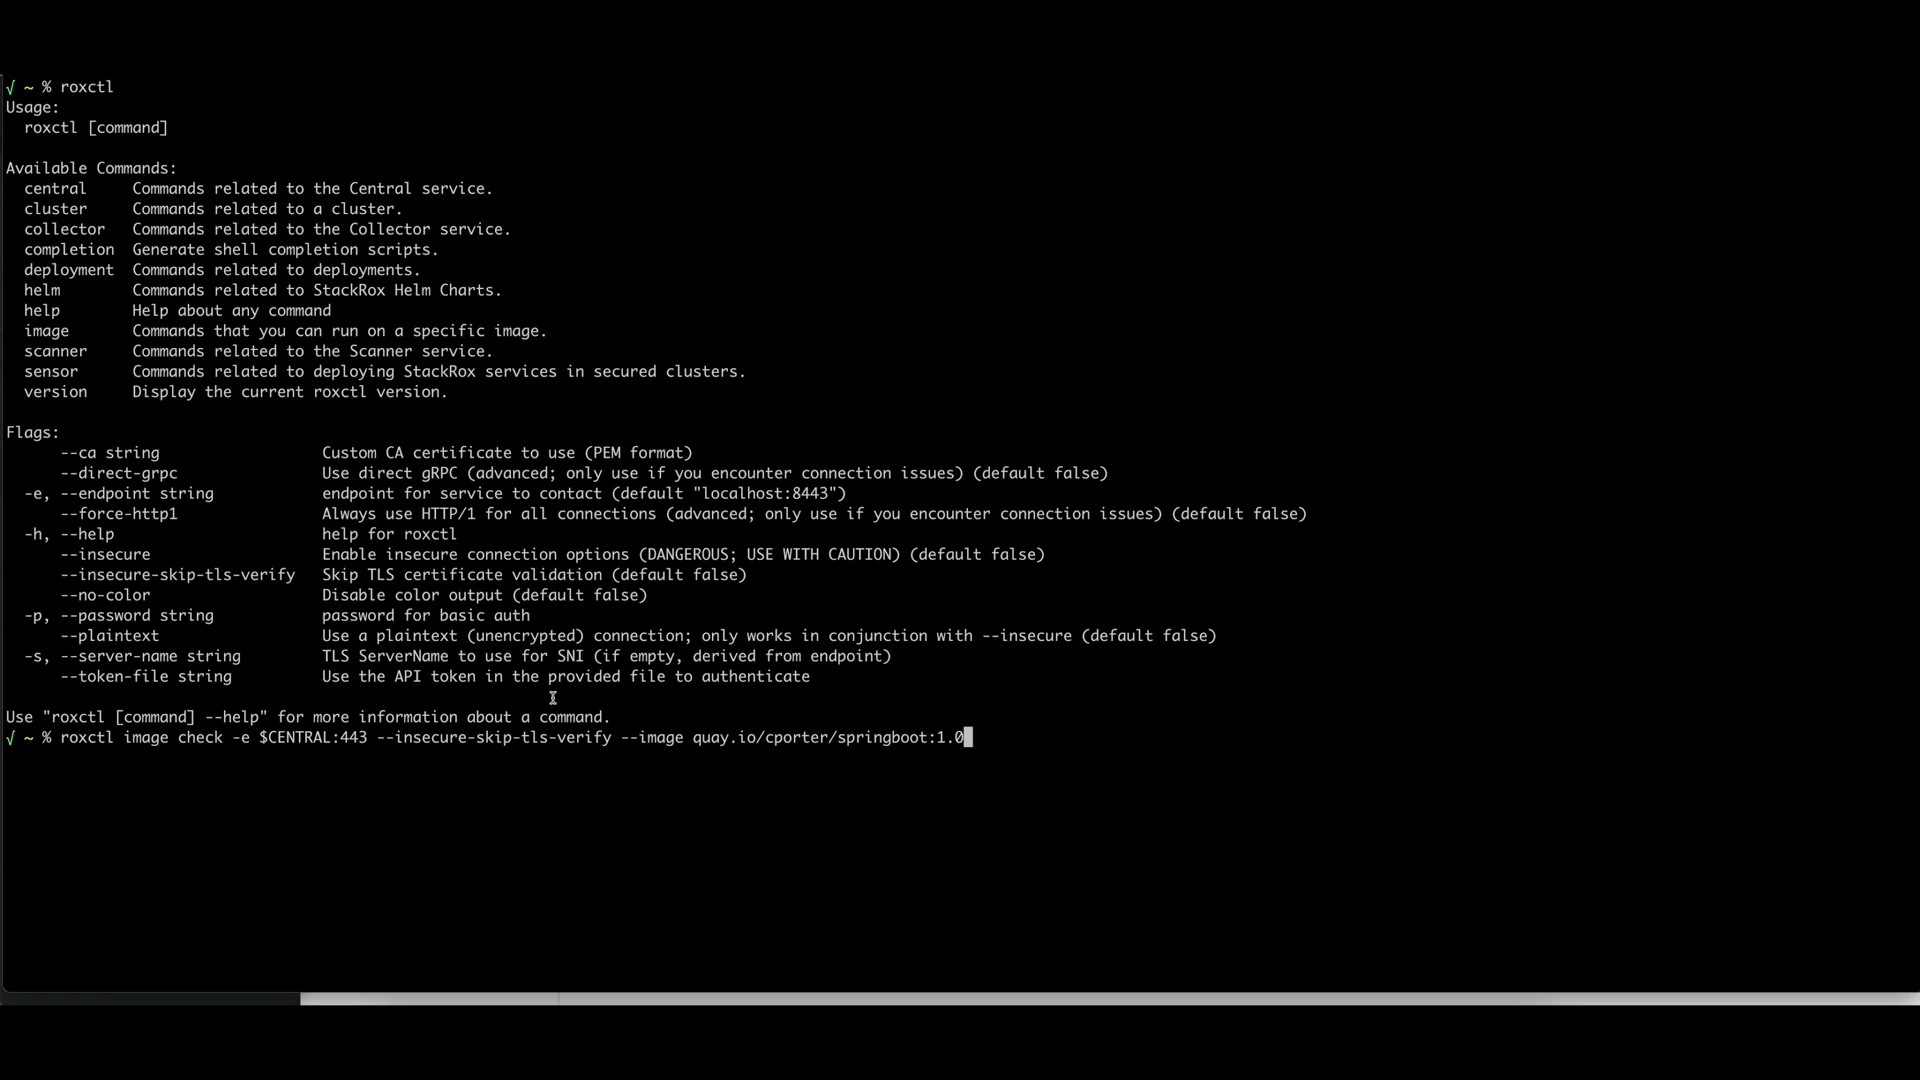 √ ~ % roxctl
Usage:
  roxctl [command]

Available Commands:
  central     Commands related to the Central service.
  cluster     Commands related to a cluster.
  collector   Commands related to the Collector service.
  completion  Generate shell completion scripts.
  deployment  Commands related to deployments.
  helm        Commands related to StackRox Helm Charts.
  help        Help about any command
  image       Commands that you can run on a specific image.
  scanner     Commands related to the Scanner service.
  sensor      Commands related to deploying StackRox services in secured clusters.
  version     Display the current roxctl version.

Flags:
      --ca string                  Custom CA certificate to use (PEM format)
      --direct-grpc                Use direct gRPC (advanced; only use if you encounter connection issues) (default false)
  -e, --endpoint string            endpoint for service to contact (default "localhost:8443")
      --force-http1                Always use HTTP/1 for all connections (advanced; only use if you encounter connection issues) (default false)
  -h, --help                       help for roxctl
      --insecure                   Enable insecure connection options (DANGEROUS; USE WITH CAUTION) (default false)
      --insecure-skip-tls-verify   Skip TLS certificate validation (default false)
      --no-color                   Disable color output (default false)
  -p, --password string            password for basic auth
      --plaintext                  Use a plaintext (unencrypted) connection; only works in conjunction with --insecure (default false)
  -s, --server-name string         TLS ServerName to use for SNI (if empty, derived from endpoint)
      --token-file string          Use the API token in the provided file to authenticate

Use "roxctl [command] --help" for more information about a command.
√ ~ % roxctl image check -e $CENTRAL:443 --insecure-skip-tls-verify --image quay.io/cporter/springboot:1.0